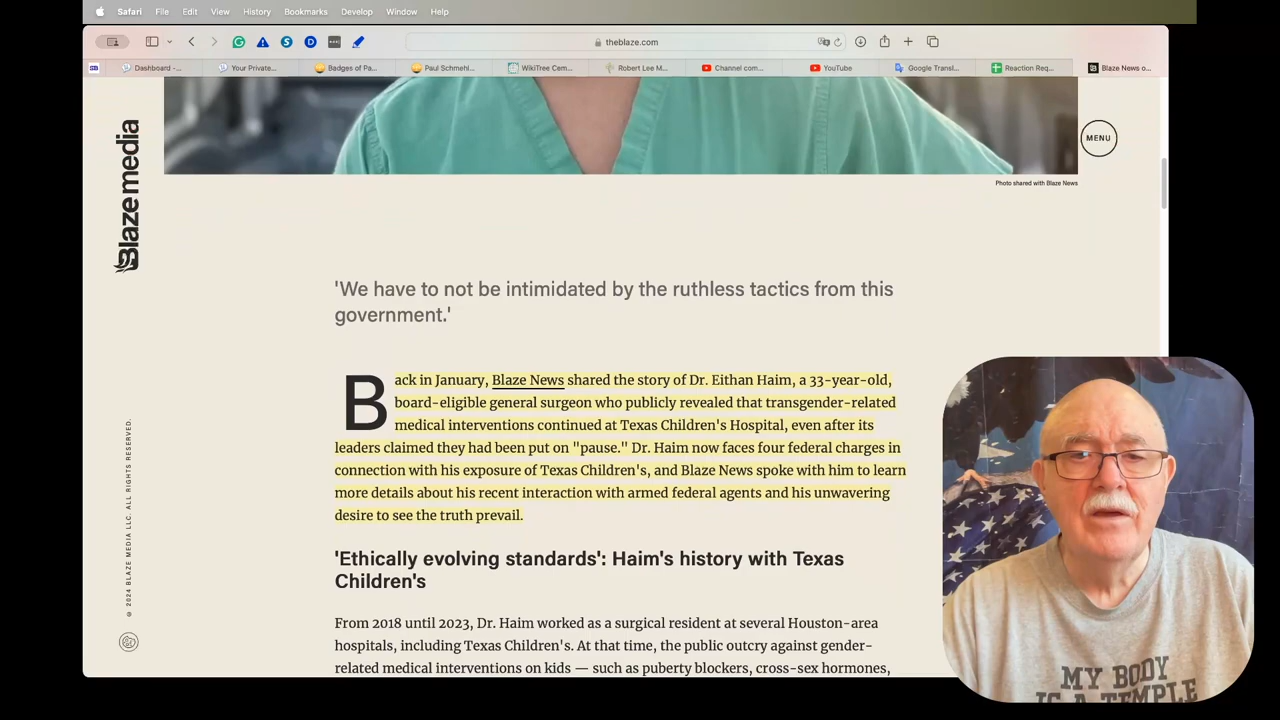 Safari File Edit View History Bookmarks Develop Window Help
theblaze.com
Dashboard -... Your Private... Badges of Pa... Paul Schmehl... WikiTree Cem... Robert Lee M... Channel com... YouTube Google Transl... Reaction Req... Blaze News o...
Blaze media
MENU
Photo shared with Blaze News
'We have to not be intimidated by the ruthless tactics from this
government.'
Back in January, Blaze News shared the story of Dr. Eithan Haim, a 33-year-old,
board-eligible general surgeon who publicly revealed that transgender-related
medical interventions continued at Texas Children's Hospital, even after its
leaders claimed they had been put on "pause." Dr. Haim now faces four federal charges in
connection with his exposure of Texas Children's, and Blaze News spoke with him to learn
more details about his recent interaction with armed federal agents and his unwavering
desire to see the truth prevail.
'Ethically evolving standards': Haim's history with Texas
Children's
From 2018 until 2023, Dr. Haim worked as a surgical resident at several Houston-area
hospitals, including Texas Children's. At that time, the public outcry against gender-
related medical interventions on kids — such as puberty blockers, cross-sex hormones,
© 2024 BLAZE MEDIA LLC. ALL RIGHTS RESERVED.
MY BODY
IS A TEMPLE